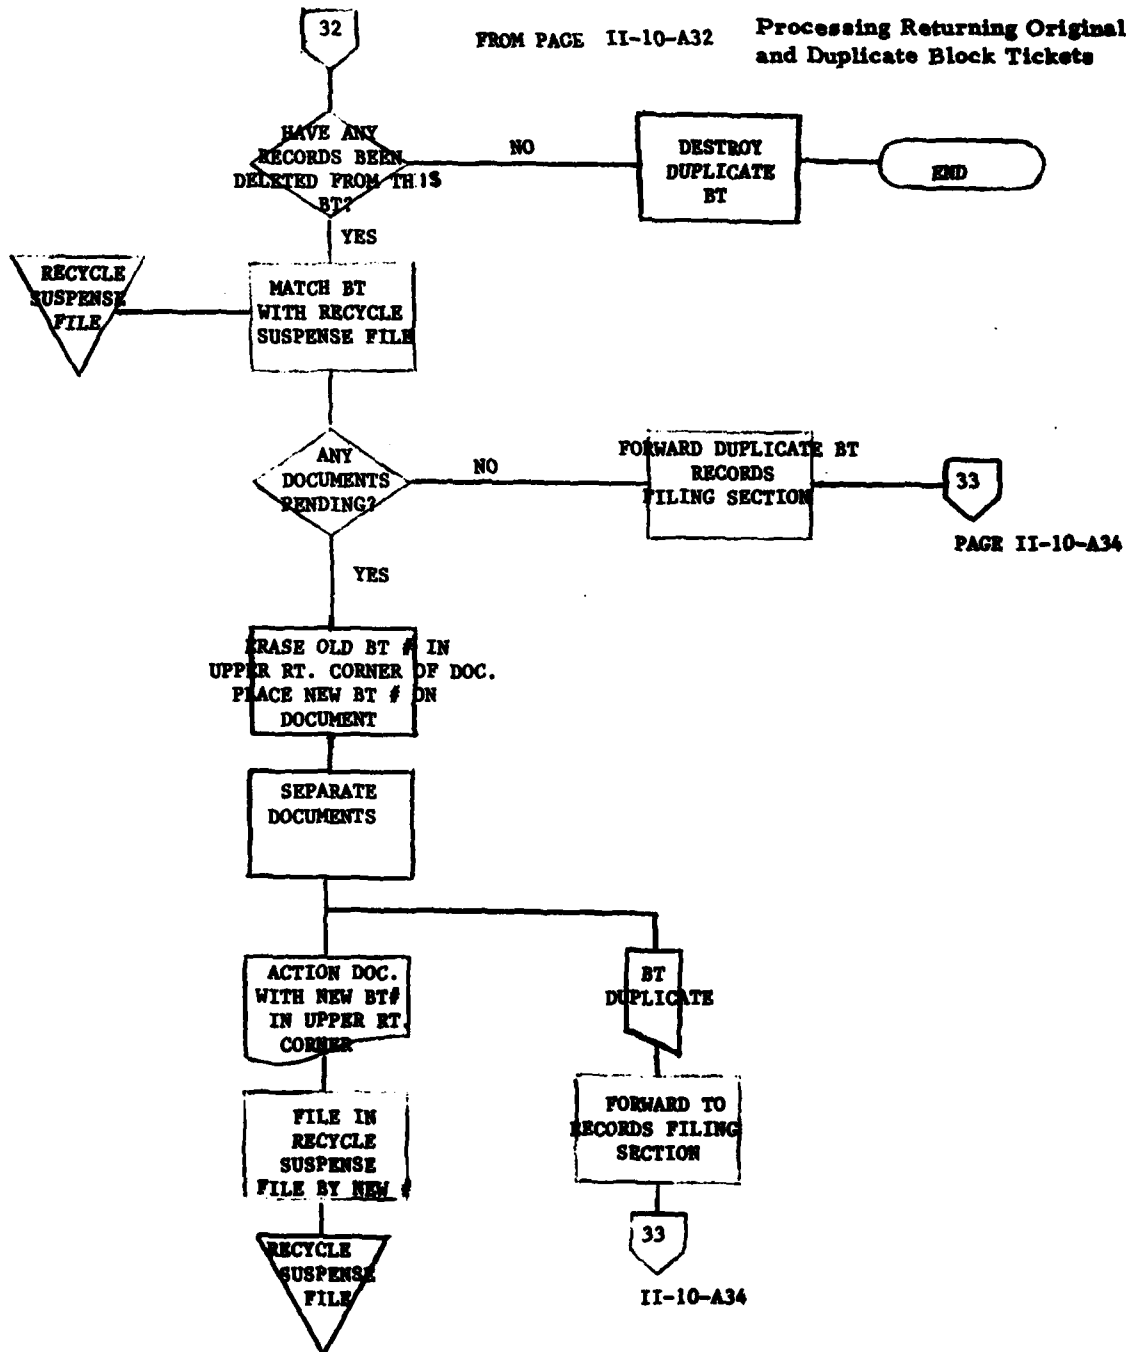 32
FROM PAGE II-10-A32
Processing Returning Original
and Duplicate Block Tickets
HAVE ANY
RECORDS BEEN
DELETED FROM THIS
BT?
NO
DESTROY
DUPLICATE
BT
END
YES
RECYCLE
SUSPENSE
FILE
MATCH BT
WITH RECYCLE
SUSPENSE FILE
ANY
DOCUMENTS
PENDING?
NO
FORWARD DUPLICATE BT
RECORDS
FILING SECTION
33
PAGE II-10-A34
YES
ERASE OLD BT # IN
UPPER RT. CORNER OF DOC.
PLACE NEW BT # ON
DOCUMENT
SEPARATE
DOCUMENTS
ACTION DOC.
WITH NEW BT#
IN UPPER RT.
CORNER
BT
DUPLICATE
FILE IN
RECYCLE
SUSPENSE
FILE BY NEW #
FORWARD TO
RECORDS FILING
SECTION
RECYCLE
SUSPENSE
FILE
33
II-10-A34